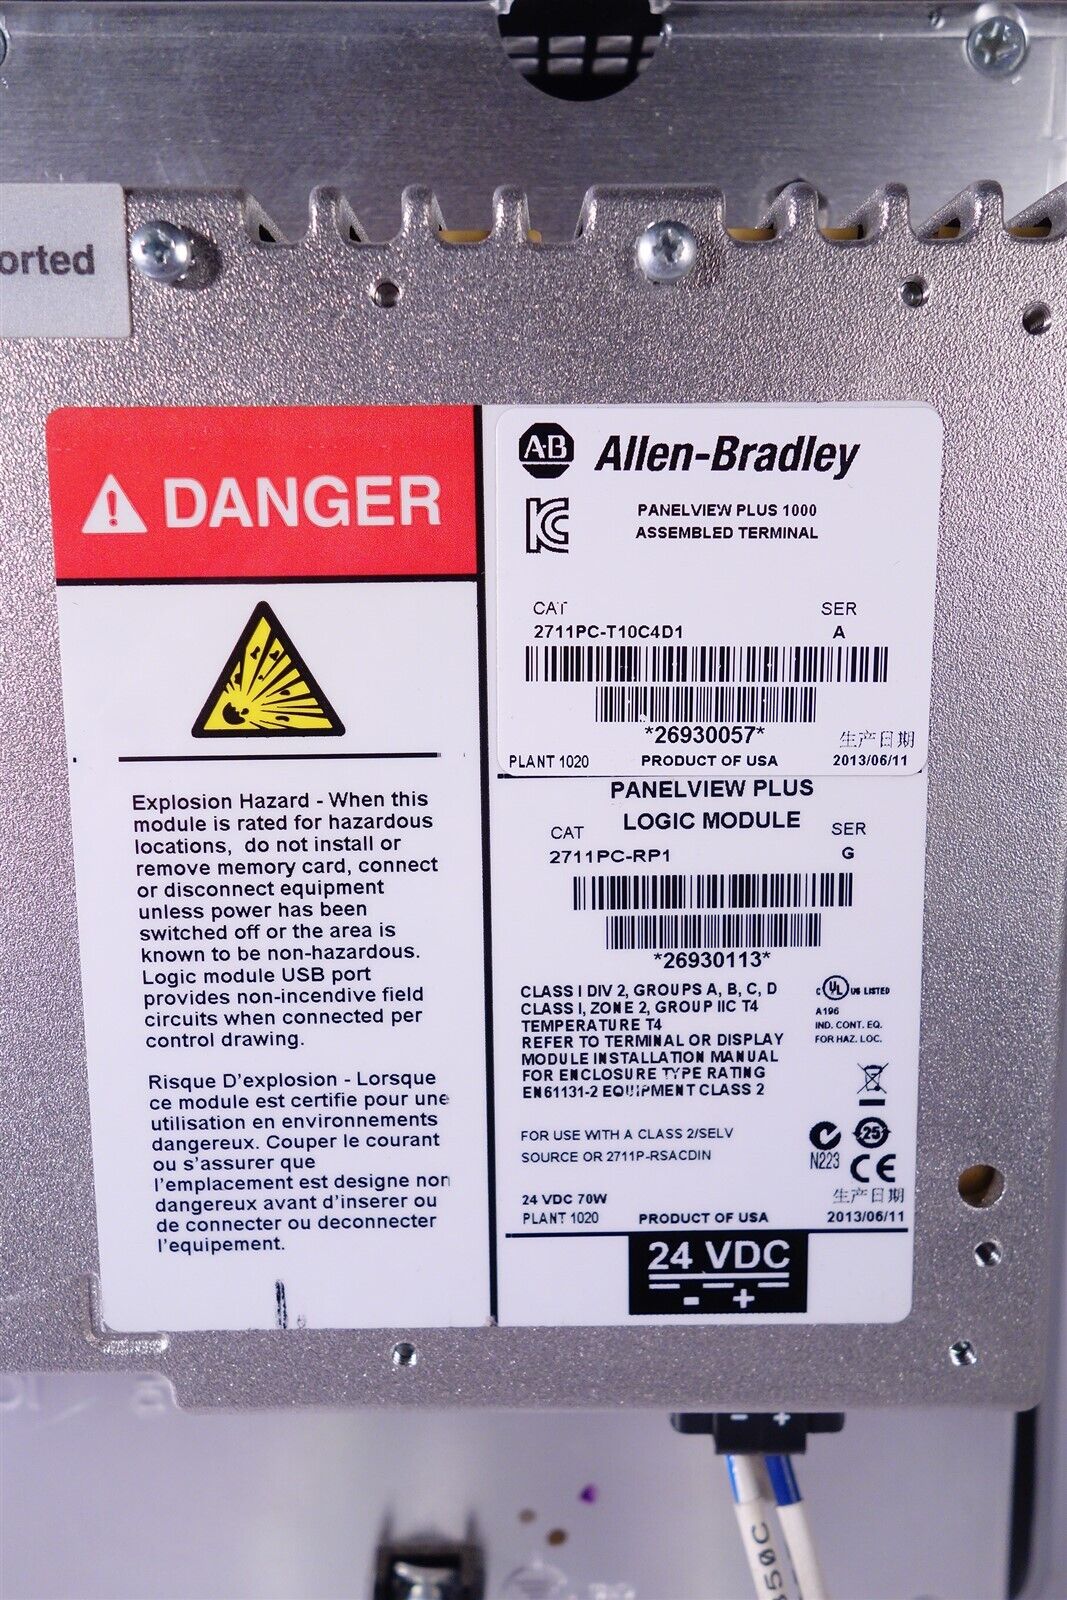 orted
DANGER
Explosion Hazard - When this
module is rated for hazardous
locations, do not install or
remove memory card, connect
or disconnect equipment
unless power has been
switched off or the area is
known to be non-hazardous.
Logic module USB port
provides non-incendive field
circuits when connected per
control drawing.
Risque D'explosion - Lorsque
ce module est certifie pour une
utilisation en environnements
dangereux. Couper le courant
ou s'assurer que
l'emplacement est designe non
dangereux avant d'inserer ou
de connecter ou deconnecter
l'equipement.
A-B Allen-Bradley
PANELVIEW PLUS 1000
ASSEMBLED TERMINAL
CAT SER
2711PC-T10C4D1 A
*26930057*
生产日期
PLANT 1020 PRODUCT OF USA 2013/06/11
PANELVIEW PLUS
LOGIC MODULE
CAT SER
2711PC-RP1 G
*26930113*
CLASS I DIV 2, GROUPS A, B, C, D
CLASS I, ZONE 2, GROUP IIC T4
TEMPERATURE T4
REFER TO TERMINAL OR DISPLAY
MODULE INSTALLATION MANUAL
FOR ENCLOSURE TYPE RATING
EN61131-2 EQUIPMENT CLASS 2
C UL US LISTED
A196
IND. CONT. EQ.
FOR HAZ. LOC.
FOR USE WITH A CLASS 2/SELV
SOURCE OR 2711P-RSACDIN
25
N223 CE
24 VDC 70W
生产日期
PLANT 1020 PRODUCT OF USA 2013/06/11
24 VDC
- +
- +
50C